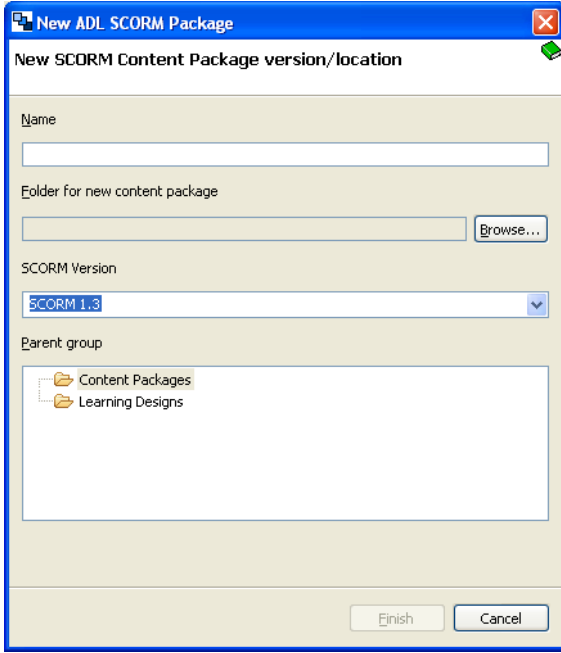 New ADL SCORM Package
New SCORM Content Package version/location
Name
Folder for new content package
Browse...
SCORM Version
SCORM 1.3
Parent group
Content Packages
Learning Designs
Finish
Cancel